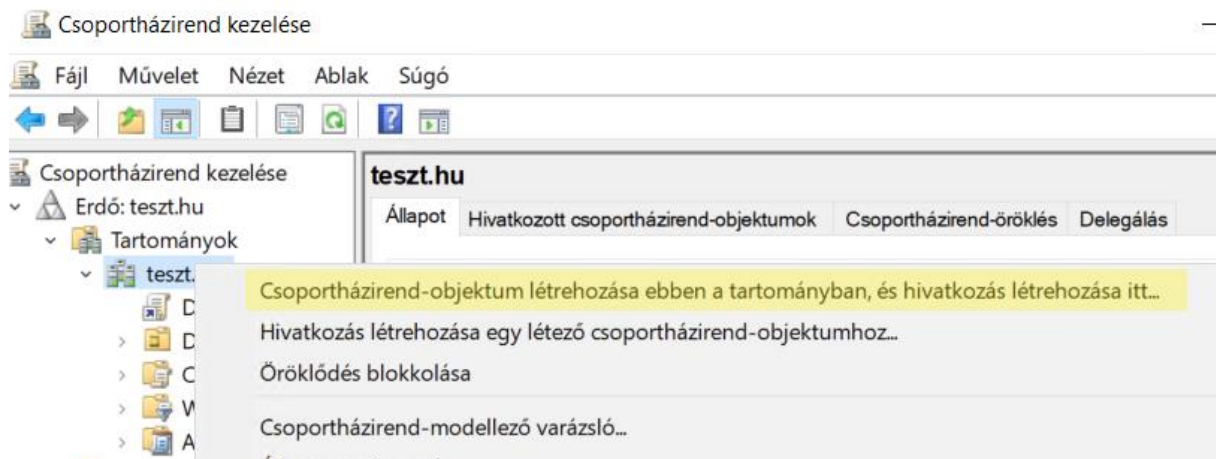 Csoportházirend kezelése
Fájl Művelet Nézet Ablak Súgó
Csoportházirend kezelése
Erdő: teszt.hu
Tartományok
teszt.
D
D
C
W
A
teszt.hu
Állapot Hivatkozott csoportházirend-objektumok Csoportházirend-öröklés Delegálás
Csoportházirend-objektum létrehozása ebben a tartományban, és hivatkozás létrehozása itt...
Hivatkozás létrehozása egy létező csoportházirend-objektumhoz...
Öröklődés blokkolása
Csoportházirend-modellező varázsló...